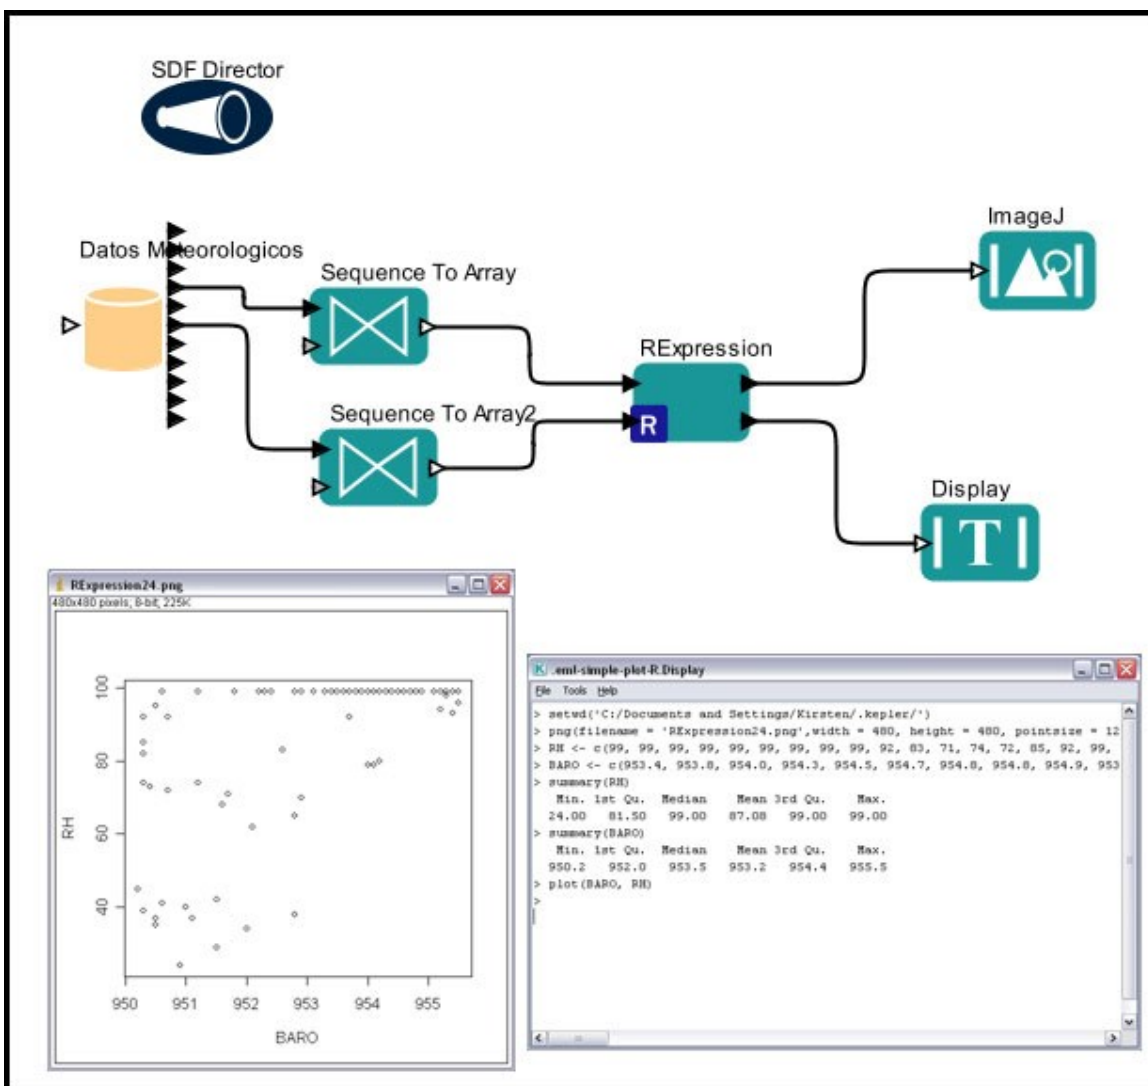 SDF Director
Datos Meteorologicos
Sequence To Array
Sequence To Array2
RExpression
R
ImageJ
Display
T
RExpression24.png
480x480 pixels; 8-bit; 225K
100
80
60
40
RH
950 951 952 953 954 955
BARO
.eml-simple-plot-R.Display
File Tools Help
> setwd('C:/Documents and Settings/Kirsten/.kepler/')
> png(filename = 'RExpression24.png',width = 480, height = 480, pointsize = 12
> RH <- c(99, 99, 99, 99, 99, 99, 99, 99, 99, 92, 83, 71, 74, 72, 85, 92, 99,
> BARO <- c(953.4, 953.8, 954.0, 954.3, 954.5, 954.7, 954.8, 954.8, 954.9, 953
> summary(RH)
Min. 1st Qu. Median Mean 3rd Qu. Max.
24.00 81.50 99.00 87.08 99.00 99.00
> summary(BARO)
Min. 1st Qu. Median Mean 3rd Qu. Max.
950.2 952.0 953.5 953.2 954.4 955.5
> plot(BARO, RH)
>